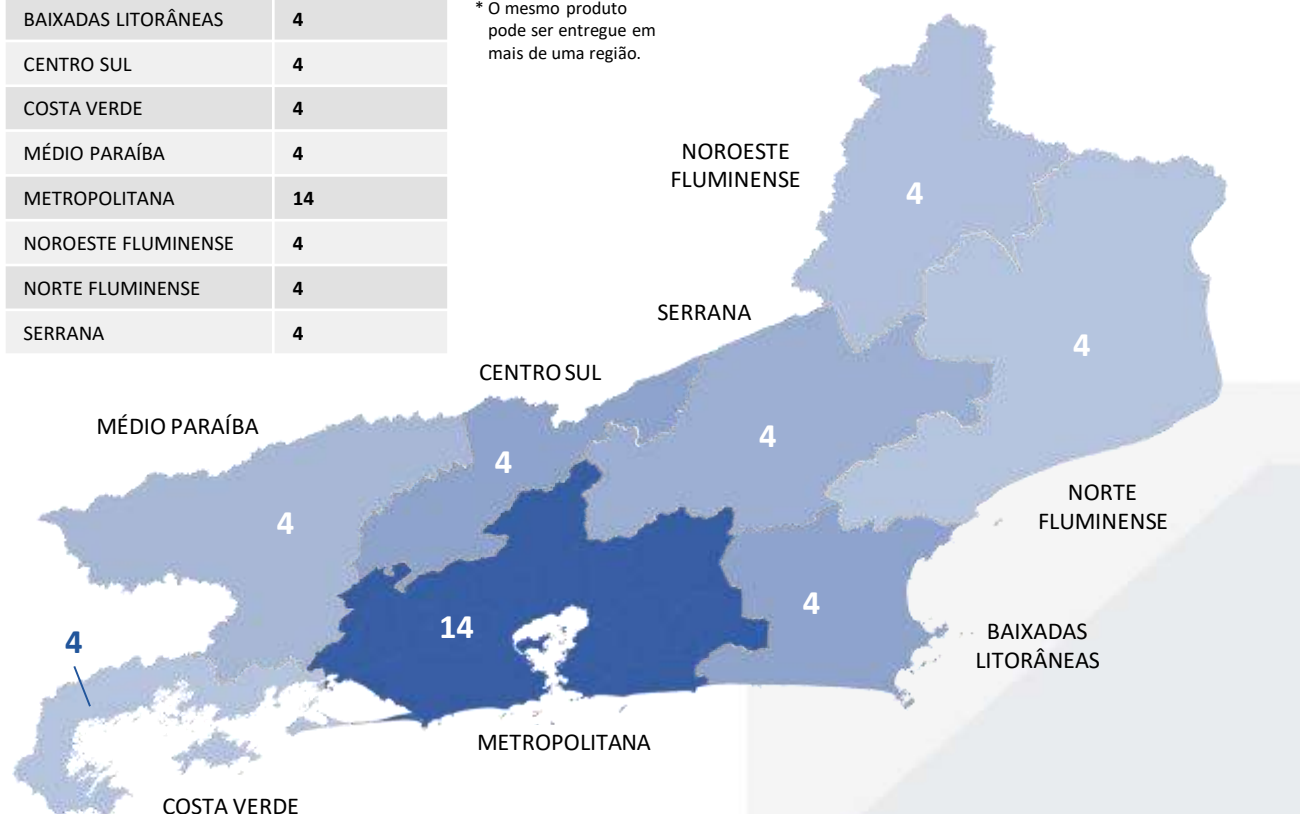 BAIXADAS LITORÂNEAS 4
CENTRO SUL 4
COSTA VERDE 4
MÉDIO PARAÍBA 4
METROPOLITANA 14
NOROESTE FLUMINENSE 4
NORTE FLUMINENSE 4
SERRANA 4
* O mesmo produto
pode ser entregue em
mais de uma região.
NOROESTE
FLUMINENSE
4
SERRANA
4
CENTRO SUL
MÉDIO PARAÍBA
4
4
4
NORTE
FLUMINENSE
4
14
4
BAIXADAS
LITORÂNEAS
METROPOLITANA
COSTA VERDE